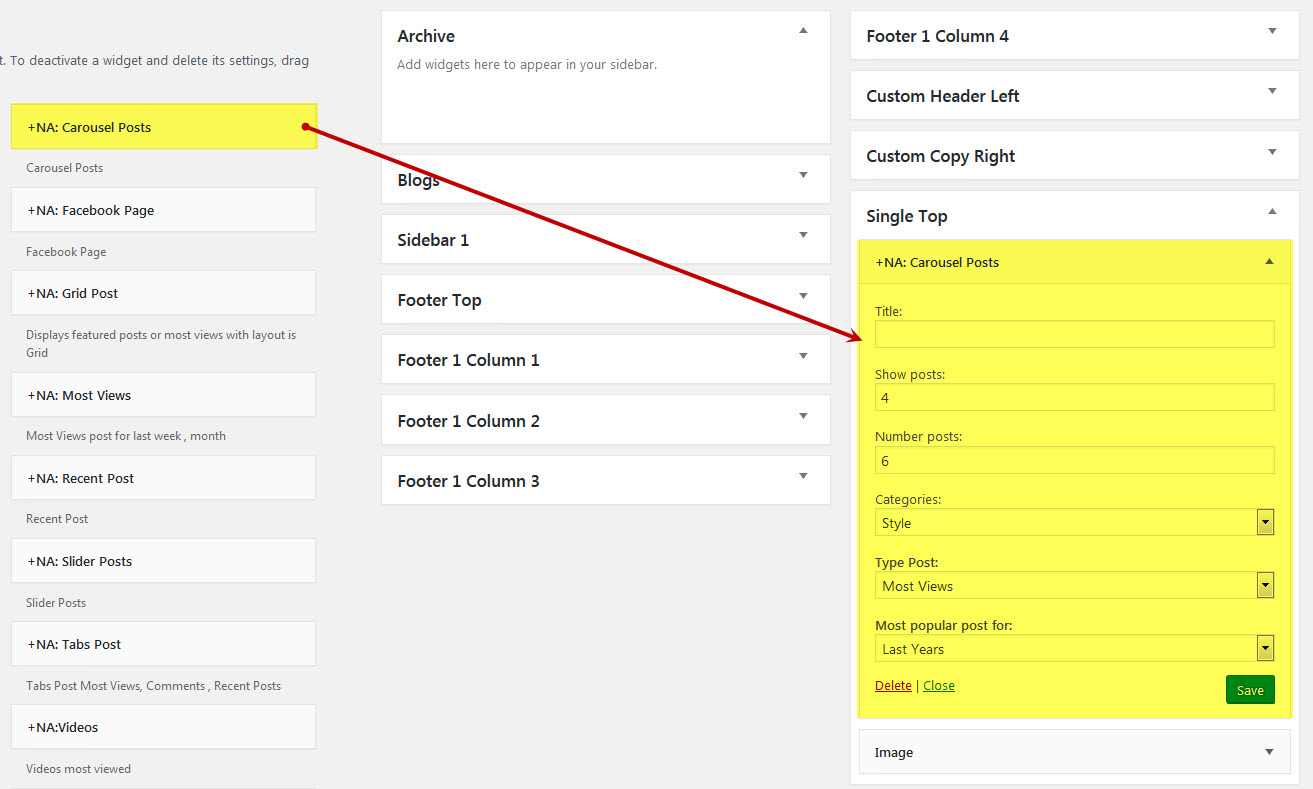 t. To deactivate a widget and delete its settings, drag
+NA: Carousel Posts
Carousel Posts
+NA: Facebook Page
Facebook Page
+NA: Grid Post
Displays featured posts or most views with layout is
Grid
+NA: Most Views
Most Views post for last week , month
+NA: Recent Post
Recent Post
+NA: Slider Posts
Slider Posts
+NA: Tabs Post
Tabs Post Most Views, Comments , Recent Posts
+NA:Videos
Videos most viewed
Archive
Add widgets here to appear in your sidebar.
Blogs
Sidebar 1
Footer Top
Footer 1 Column 1
Footer 1 Column 2
Footer 1 Column 3
Footer 1 Column 4
Custom Header Left
Custom Copy Right
Single Top
+NA: Carousel Posts
Title:
Show posts:
4
Number posts:
6
Categories:
Style
Type Post:
Most Views
Most popular post for:
Last Years
Delete | Close
Save
Image